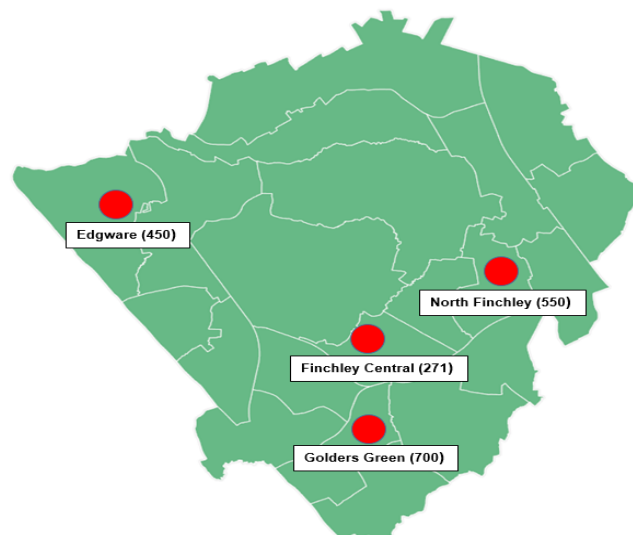 Edgware (450)
North Finchley (550)
Finchley Central (271)
Golders Green (700)